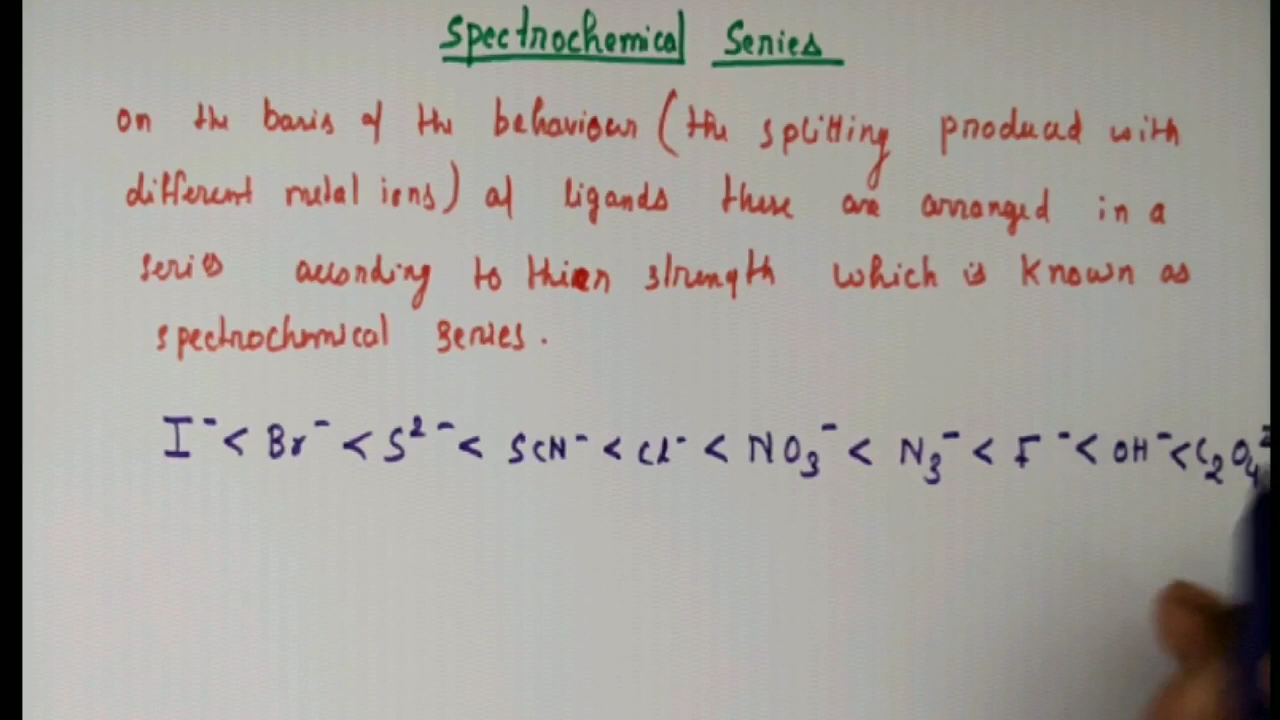 Spectrochemical Series
on the basis of the behaviour (the splitting produced with
different metal ions) of ligands these are arranged in a
series according to thier strength which is known as
spectrochemical series.
I⁻ < Br⁻ < S²⁻ < SCN⁻ < Cl⁻ < NO₃⁻ < N₃⁻ < F⁻ < OH⁻ < C₂O₄²